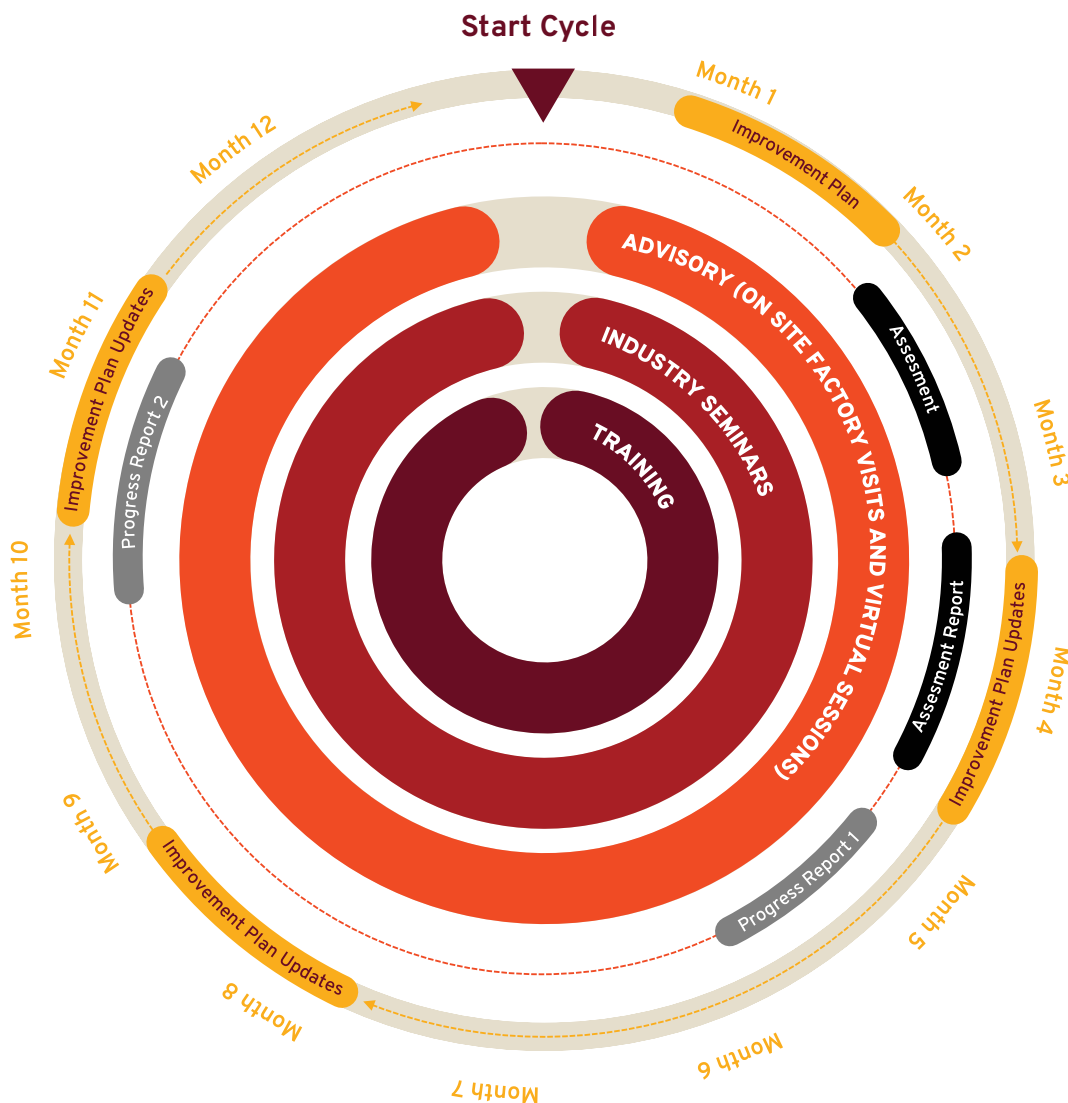 Start Cycle
Month 1
Improvement Plan
Month 2
Month 3
Improvement Plan Updates
Month 4
Month 5
Month 6
Month 7
Month 8
Improvement Plan Updates
Month 9
Month 10
Improvement Plan Updates
Month 11
Month 12
Assesment
Assesment Report
Progress Report 1
Progress Report 2
ADVISORY (ON SITE FACTORY VISITS AND VIRTUAL SESSIONS)
INDUSTRY SEMINARS
TRAINING